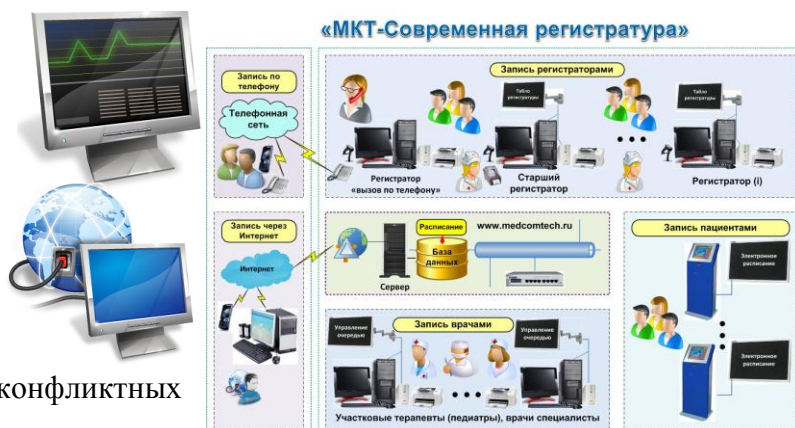 «МКТ-Современная регистратура»
Запись по
телефону
Телефонная
сеть
Запись регистраторами
Табло
регистратуры
Табло
регистратуры
Регистратор
«вызов по телефону»
Старший
регистратор
Регистратор (i)
Запись через
Интернет
Интернет
Расписание
www.medcomtech.ru
База
данных
Сервер
Запись пациентами
Электронное
расписание
Электронное
расписание
Управление
очередью
Запись врачами
Управление
очередью
Участковые терапевты (педиатры), врачи специалисты
конфликтных